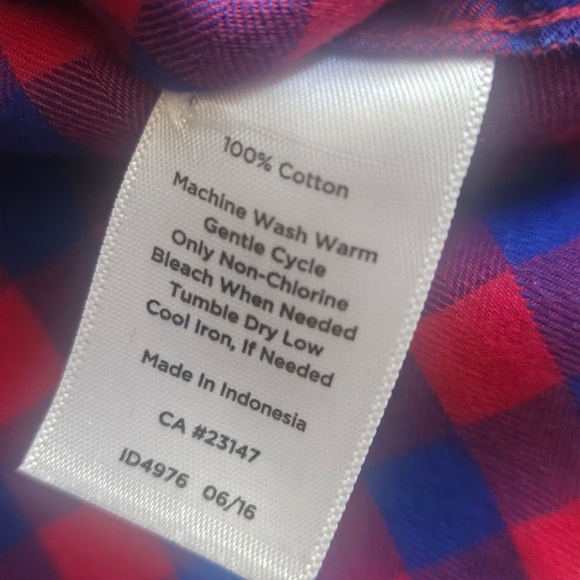 100% Cotton
Machine Wash Warm
Gentle Cycle
Only Non-Chlorine
Bleach When Needed
Tumble Dry Low
Cool Iron, If Needed
Made In Indonesia
CA #23147
ID4976 06/16